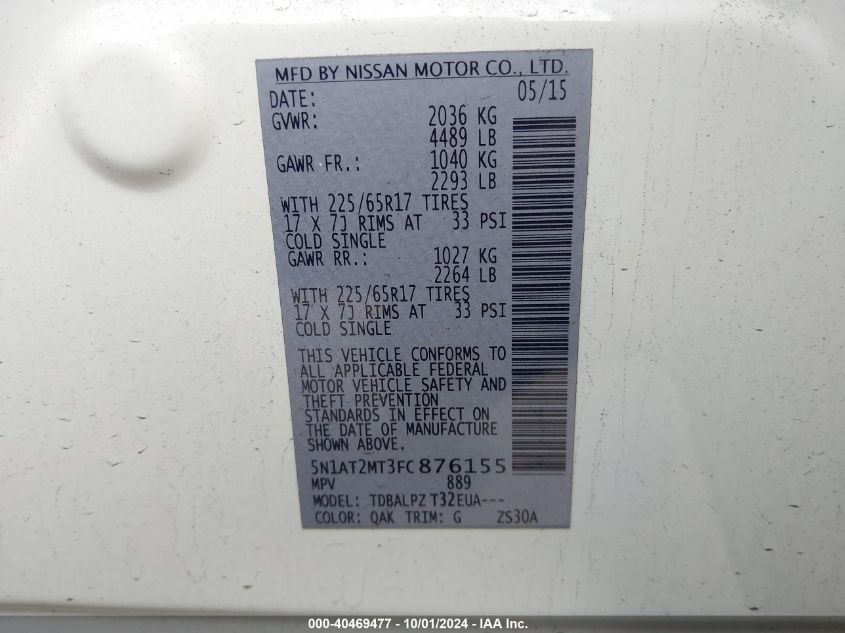 MFD BY NISSAN MOTOR CO., LTD.
DATE: 05/15
GVWR: 2036 KG
4489 LB
GAWR FR.: 1040 KG
2293 LB
WITH 225/65R17 TIRES
17 X 7J RIMS AT 33 PSI
COLD SINGLE
GAWR RR.: 1027 KG
2264 LB
WITH 225/65R17 TIRES
17 X 7J RIMS AT 33 PSI
COLD SINGLE
THIS VEHICLE CONFORMS TO
ALL APPLICABLE FEDERAL
MOTOR VEHICLE SAFETY AND
THEFT PREVENTION
STANDARDS IN EFFECT ON
THE DATE OF MANUFACTURE
SHOWN ABOVE.
5N1AT2MT3FC876155
MPV 889
MODEL: TDBALPZ T32EUA---
COLOR: QAK TRIM: G ZS30A
000-40469477 - 10/01/2024 - IAA Inc.